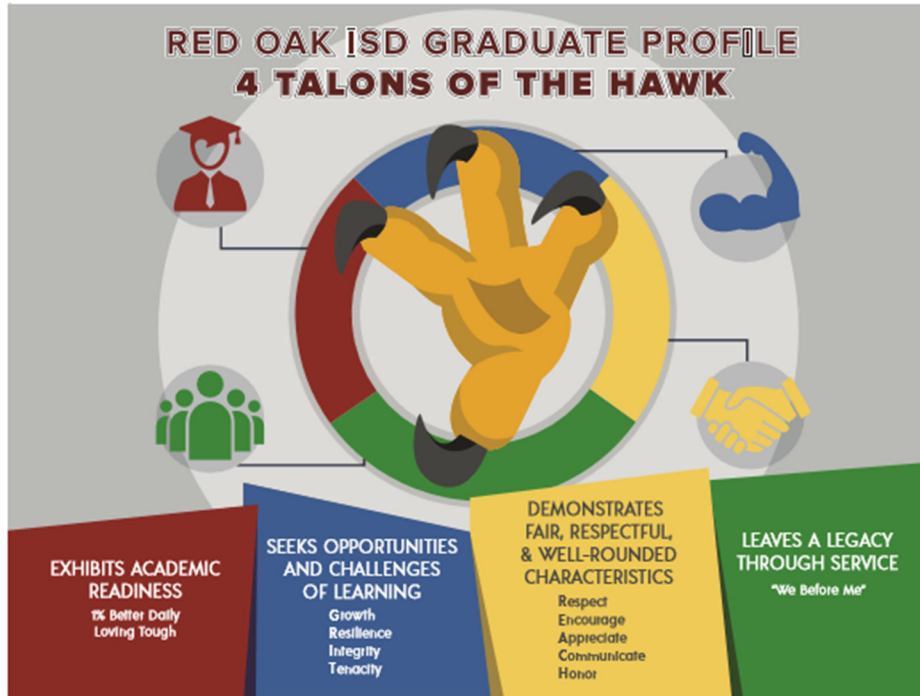 RED OAK ISD GRADUATE PROFILE
4 TALONS OF THE HAWK
EXHIBITS ACADEMIC
READINESS
1% Better Daily
Loving Tough
SEEKS OPPORTUNITIES
AND CHALLENGES
OF LEARNING
Growth
Resilience
Integrity
Tenacity
DEMONSTRATES
FAIR, RESPECTFUL,
& WELL-ROUNDED
CHARACTERISTICS
Respect
Encourage
Appreciate
Communicate
Honor
LEAVES A LEGACY
THROUGH SERVICE
"We Before Me"